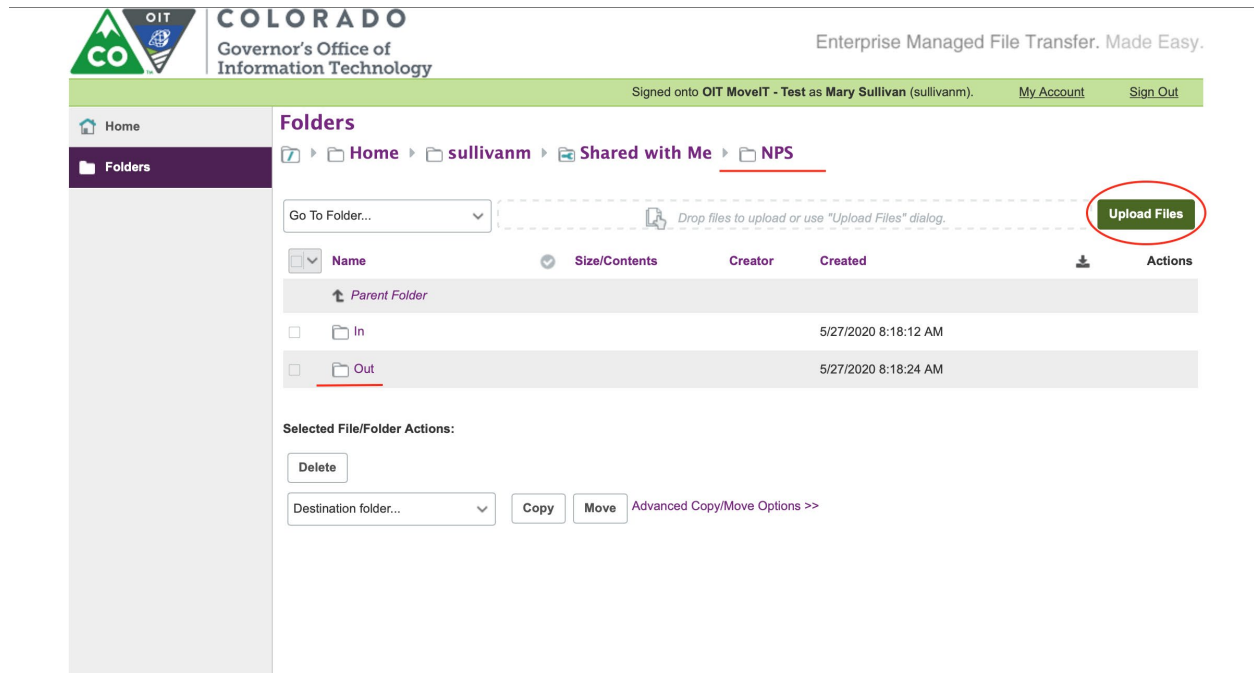 OIT
CO
COLORADO
Governor's Office of
Information Technology
Enterprise Managed File Transfer. Made Easy.
Signed onto OIT MoveIT - Test as Mary Sullivan (sullivanm). My Account Sign Out
Home
Folders
Folders
Home sullivanm Shared with Me NPS
Go To Folder... Drop files to upload or use "Upload Files" dialog. Upload Files
Name Size/Contents Creator Created Actions
Parent Folder
In 5/27/2020 8:18:12 AM
Out 5/27/2020 8:18:24 AM
Selected File/Folder Actions:
Delete
Destination folder... Copy Move Advanced Copy/Move Options >>